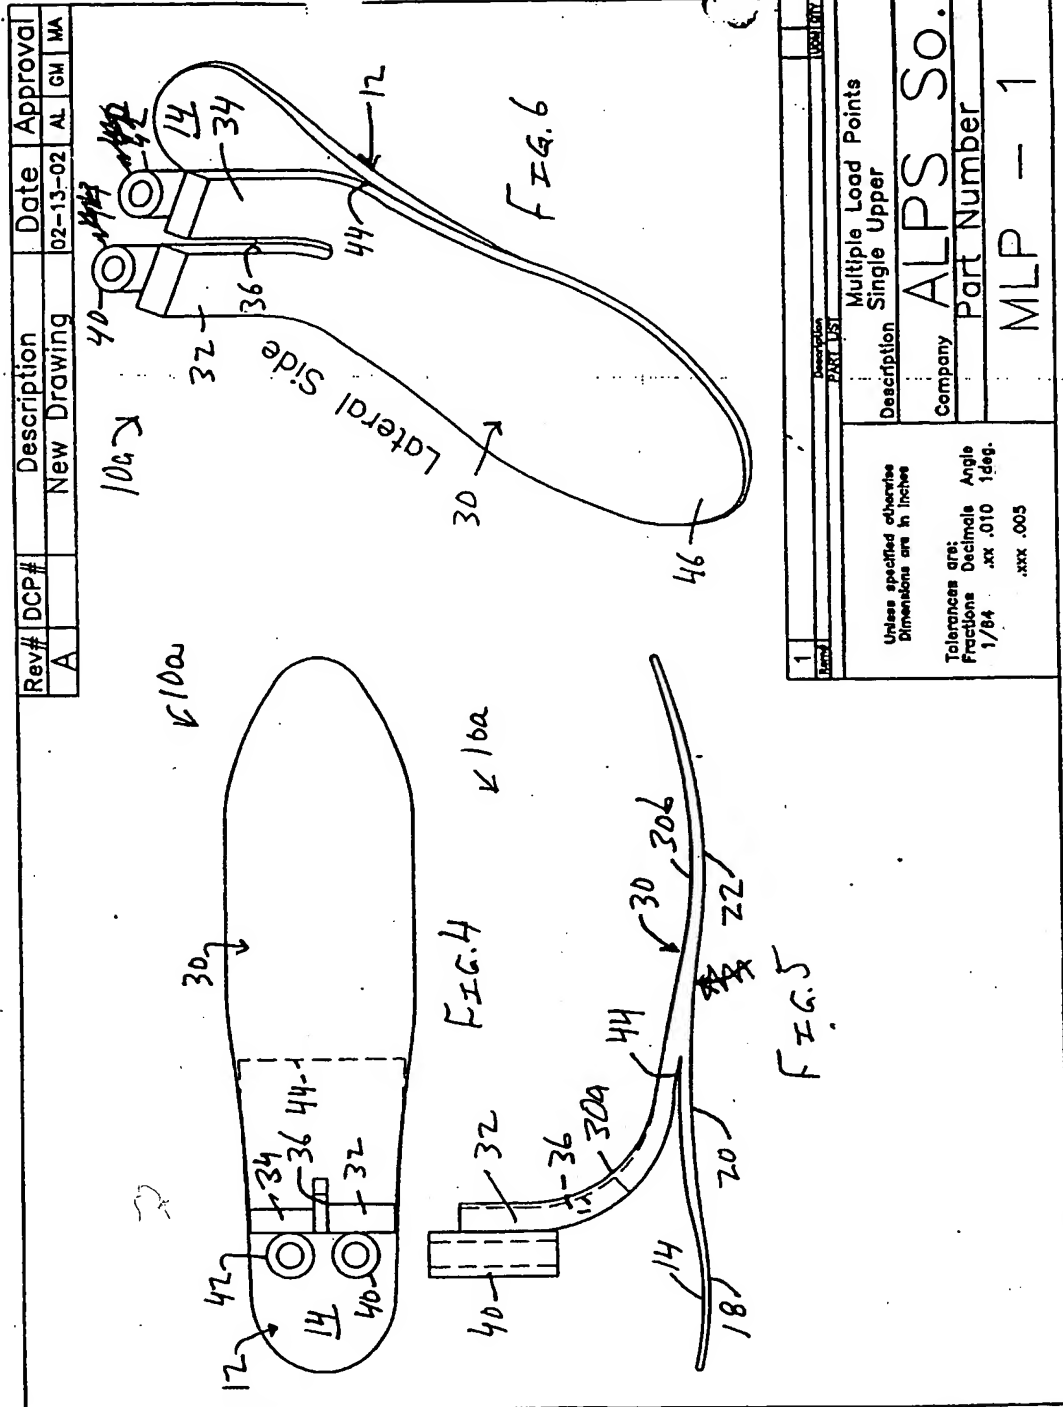 Rev# DCP# Description Date Approval
A New Drawing 02-13-02 AL GM MA
10a
30
34
36
44
32
42
40
12
14
FIG.4
10a
40
32
36
30a
44
30
30b
14
18
20
22
FIG.5
10a
40
42
14
34
32
36
44
12
Lateral Side
30
46
FIG.6
1
Item# Description UOM QTY
PART LIST
Unless specified otherwise
Dimensions are in Inches
Tolerances are:
Fractions Decimals Angle
1/64 .xx .010 1deg.
.xxx .005
Description Multiple Load Points
Single Upper
Company ALPS So.
Part Number
MLP - 1